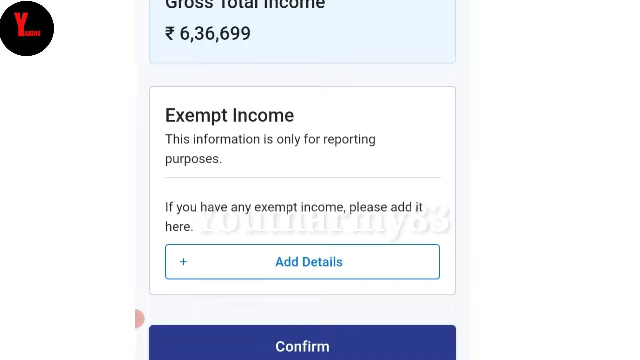 Gross Total Income
₹ 6,36,699
Exempt Income
This information is only for reporting
purposes.
If you have any exempt income, please add it
here.
+ Add Details
Confirm